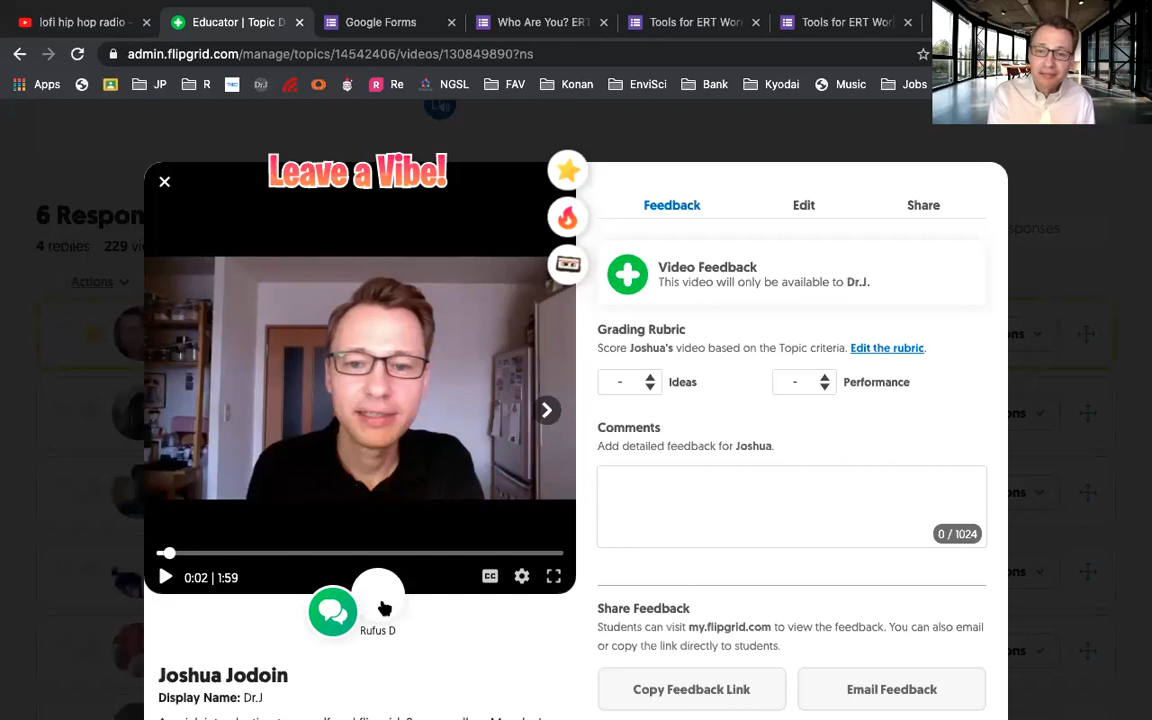 lofi hip hop radio -
Educator | Topic D
Google Forms
Who Are You? ERT
Tools for ERT Wor
Tools for ERT Wor
admin.flipgrid.com/manage/topics/14542406/videos/130849890?ns
Apps
JP
R
Re
NGSL
FAV
Konan
EnviSci
Bank
Kyodai
Music
Jobs
Leave a Vibe!
6 Respon
4 replies 229
Actions
Feedback
Edit
Share
Video Feedback
This video will only be available to Dr.J.
Grading Rubric
Score Joshua's video based on the Topic criteria. Edit the rubric.
- Ideas
- Performance
Comments
Add detailed feedback for Joshua.
0 / 1024
0:02 | 1:59
CC
Rufus D
Share Feedback
Students can visit my.flipgrid.com to view the feedback. You can also email
or copy the link directly to students.
Copy Feedback Link
Email Feedback
Joshua Jodoin
Display Name: Dr.J